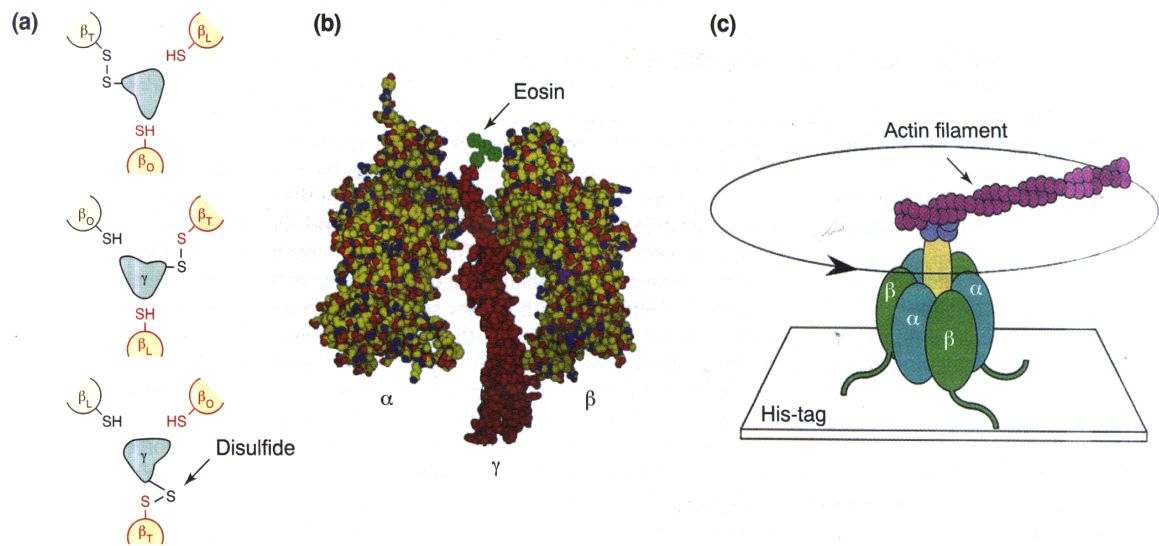 (a)
β_T
S
S
β_L
HS
SH
β_O
β_O
SH
β_T
S
S
γ
SH
β_L
β_L
SH
β_O
HS
γ
Disulfide
S
S
β_T
(b)
Eosin
α
β
γ
(c)
Actin filament
β
α
α
β
His-tag